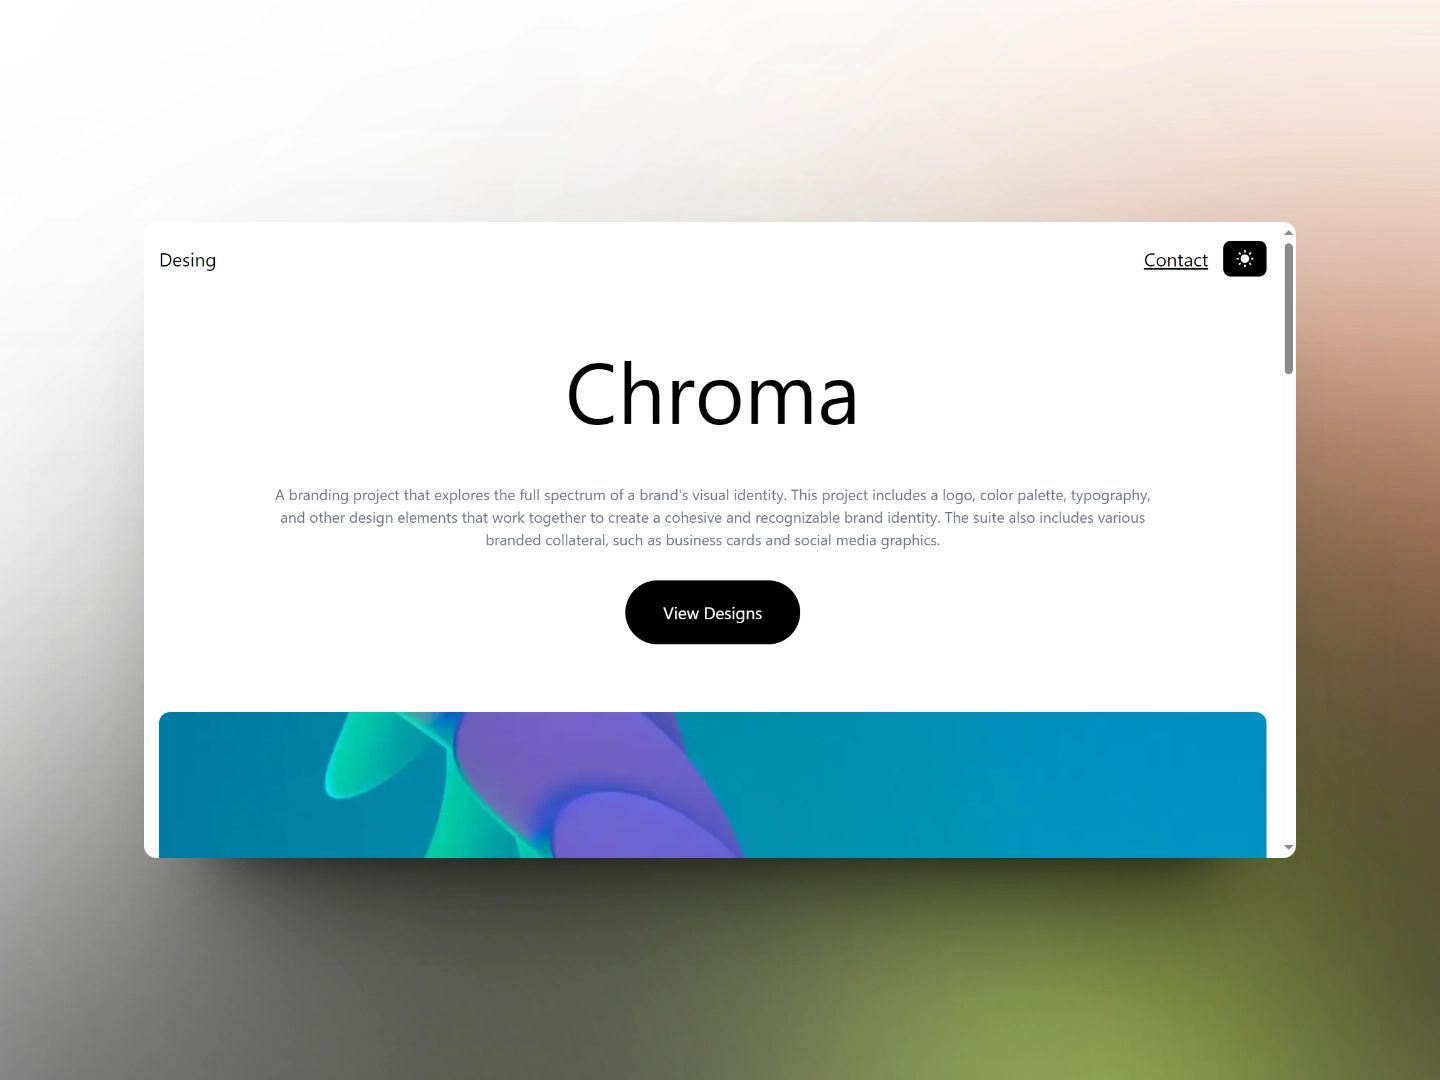 Desing
Contact
Chroma
A branding project that explores the full spectrum of a brand's visual identity. This project includes a logo, color palette, typography,
and other design elements that work together to create a cohesive and recognizable brand identity. The suite also includes various
branded collateral, such as business cards and social media graphics.
View Designs